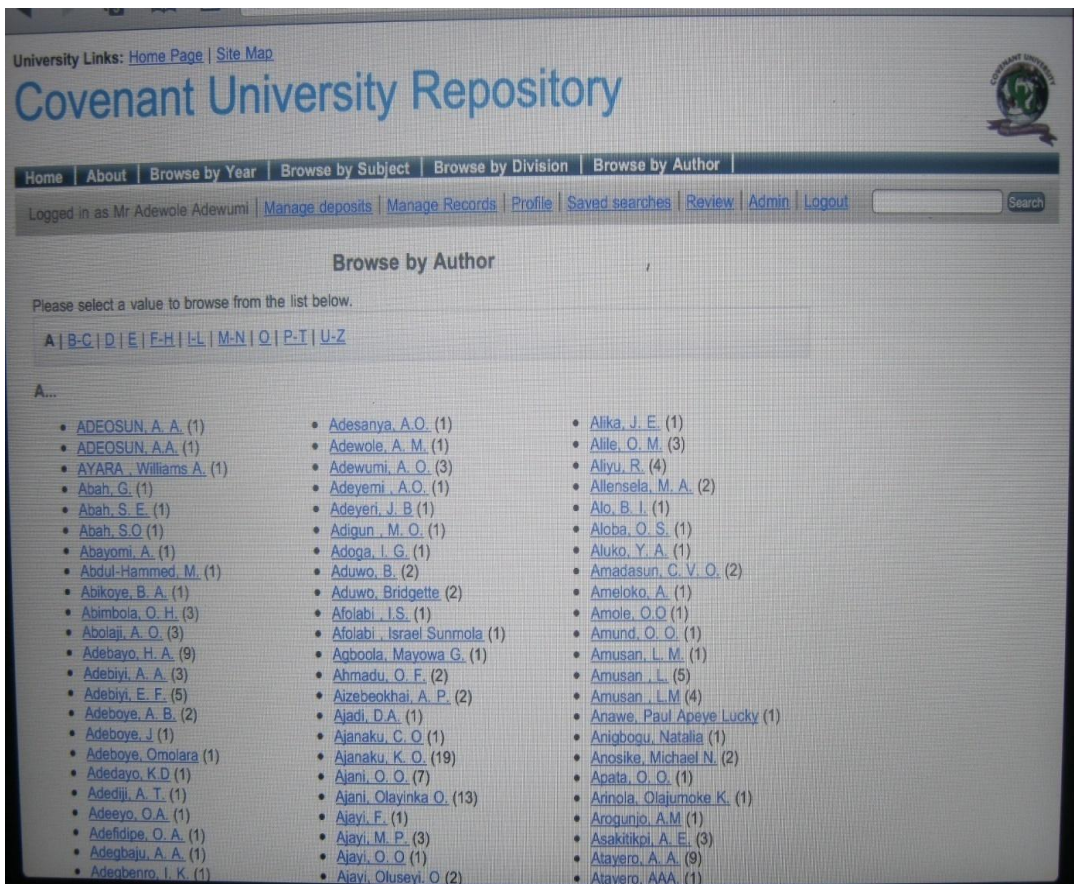 University Links: Home Page | Site Map
Covenant University Repository
COVENANT UNIVERSITY
Home | About | Browse by Year | Browse by Subject | Browse by Division | Browse by Author |
Logged in as Mr Adewole Adewumi | Manage deposits | Manage Records | Profile | Saved searches | Review | Admin | Logout
Search
Browse by Author
Please select a value to browse from the list below.
A | B-C | D | E | F-H | I-L | M-N | O | P-T | U-Z
A...
ADEOSUN, A. A. (1)
ADEOSUN, A.A. (1)
AYARA , Williams A. (1)
Abah, G. (1)
Abah, S. E. (1)
Abah, S.O (1)
Abayomi, A. (1)
Abdul-Hammed, M. (1)
Abikoye, B. A. (1)
Abimbola, O. H. (3)
Abolaji, A. O. (3)
Adebayo, H. A. (9)
Adebiyi, A. A. (3)
Adebiyi, E. F. (5)
Adeboye, A. B. (2)
Adeboye, J (1)
Adeboye, Omolara (1)
Adedayo, K.D (1)
Adediji, A. T. (1)
Adeeyo, O.A. (1)
Adefidipe, O. A. (1)
Adegbaju, A. A. (1)
Adegbenro, I. K. (1)
Adesanya, A.O. (1)
Adewole, A. M. (1)
Adewumi, A. O. (3)
Adeyemi , A.O. (1)
Adeyeri, J. B (1)
Adigun , M. O. (1)
Adoga, I. G. (1)
Aduwo, B. (2)
Aduwo, Bridgette (2)
Afolabi , I.S. (1)
Afolabi , Israel Sunmola (1)
Agboola, Mayowa G. (1)
Ahmadu, O. F. (2)
Aizebeokhai, A. P. (2)
Ajadi, D.A. (1)
Ajanaku, C. O (1)
Ajanaku, K. O. (19)
Ajani, O. O. (7)
Ajani, Olayinka O. (13)
Ajayi, F. (1)
Ajayi, M. P. (3)
Ajayi, O. O (1)
Ajayi, Oluseyi. O (2)
Alika, J. E. (1)
Alile, O. M. (3)
Aliyu, R. (4)
Allensela, M. A. (2)
Alo, B. I. (1)
Aloba, O. S. (1)
Aluko, Y. A. (1)
Amadasun, C. V. O. (2)
Ameloko, A. (1)
Amole, O.O (1)
Amund, O. O. (1)
Amusan, L. M. (1)
Amusan , L. (5)
Amusan , L.M (4)
Anawe, Paul Apeye Lucky (1)
Anigbogu, Natalia (1)
Anosike, Michael N. (2)
Apata, O. O. (1)
Arinola, Olajumoke K. (1)
Arogunjo, A.M (1)
Asakitikpi, A. E. (3)
Atayero, A. A. (9)
Atayero, AAA. (1)